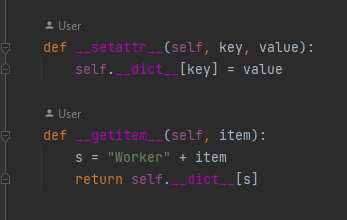 User
def __setattr__(self, key, value):
    self.__dict__[key] = value
User
def __getitem__(self, item):
    s = "Worker" + item
    return self.__dict__[s]